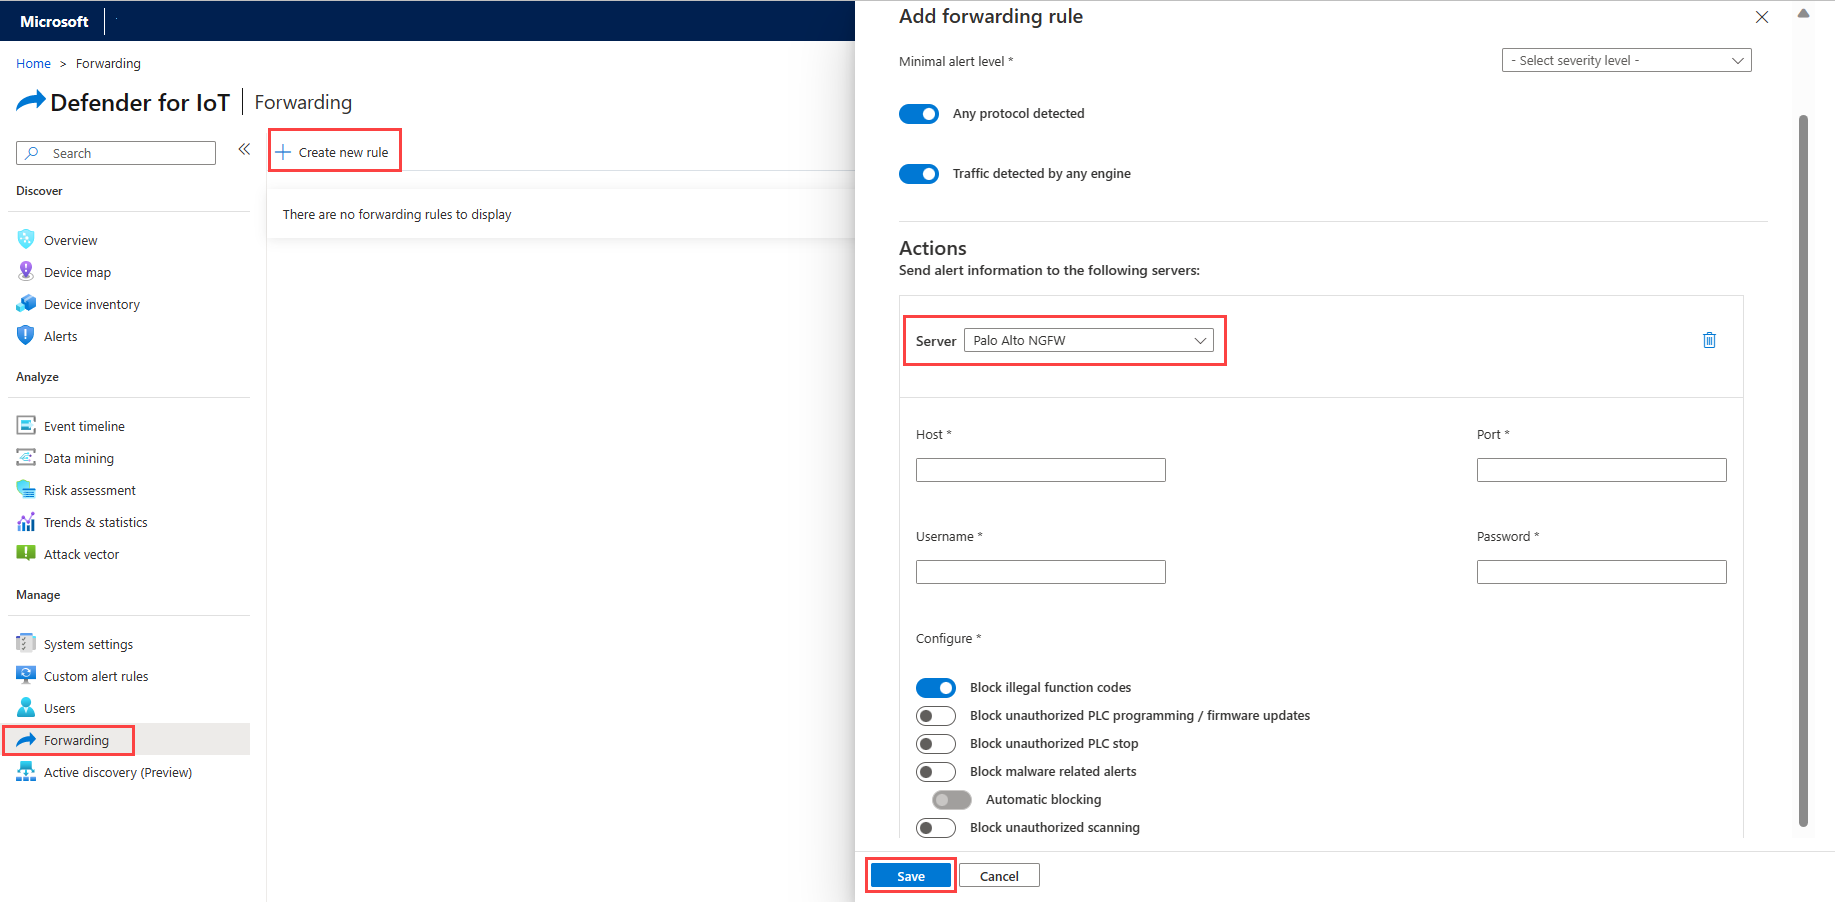 Microsoft
Home > Forwarding
Defender for IoT | Forwarding
Search
Create new rule
There are no forwarding rules to display
Discover
Overview
Device map
Device inventory
Alerts
Analyze
Event timeline
Data mining
Risk assessment
Trends & statistics
Attack vector
Manage
System settings
Custom alert rules
Users
Forwarding
Active discovery (Preview)
Add forwarding rule
Minimal alert level *
- Select severity level -
Any protocol detected
Traffic detected by any engine
Actions
Send alert information to the following servers:
Server Palo Alto NGFW
Host *
Port *
Username *
Password *
Configure *
Block illegal function codes
Block unauthorized PLC programming / firmware updates
Block unauthorized PLC stop
Block malware related alerts
Automatic blocking
Block unauthorized scanning
Save
Cancel